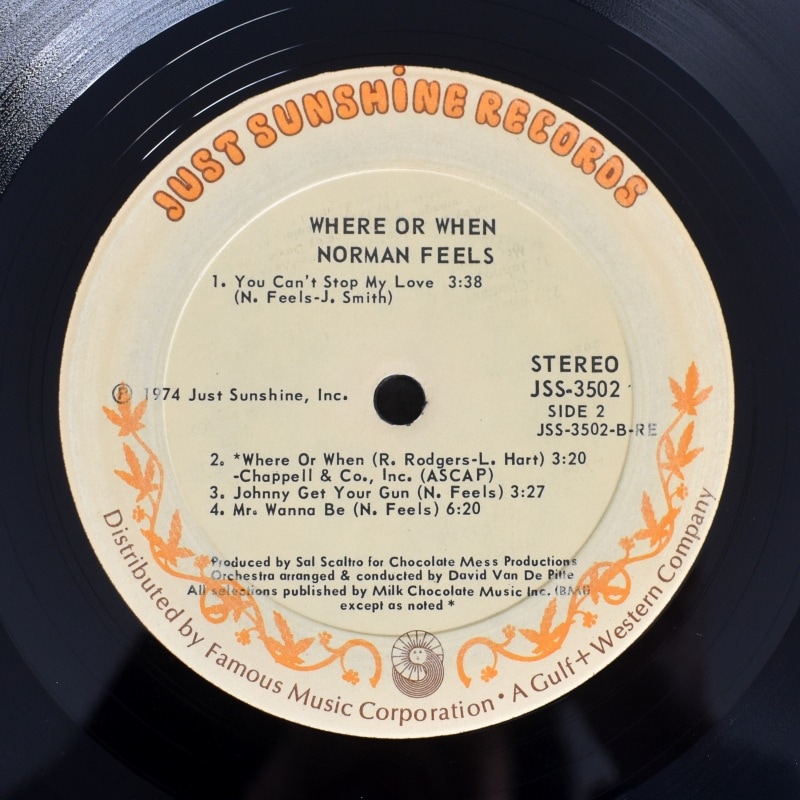 JUST SUNSHiNE RECORDS
WHERE OR WHEN
NORMAN FEELS
1. You Can't Stop My Love 3:38
(N. Feels-J. Smith)
STEREO
JSS-3502
SIDE 2
JSS-3502-B-RE
Ⓟ 1974 Just Sunshine, Inc.
2. *Where Or When (R. Rodgers-L. Hart) 3:20
-Chappell & Co., Inc. (ASCAP)
3. Johnny Get Your Gun (N. Feels) 3:27
4. Mr. Wanna Be (N. Feels) 6:20
Produced by Sal Scaltro for Chocolate Mess Productions
Orchestra arranged & conducted by David Van De Pitte
All selections published by Milk Chocolate Music Inc. (BMI)
except as noted *
Distributed by Famous Music Corporation • A Gulf+Western Company